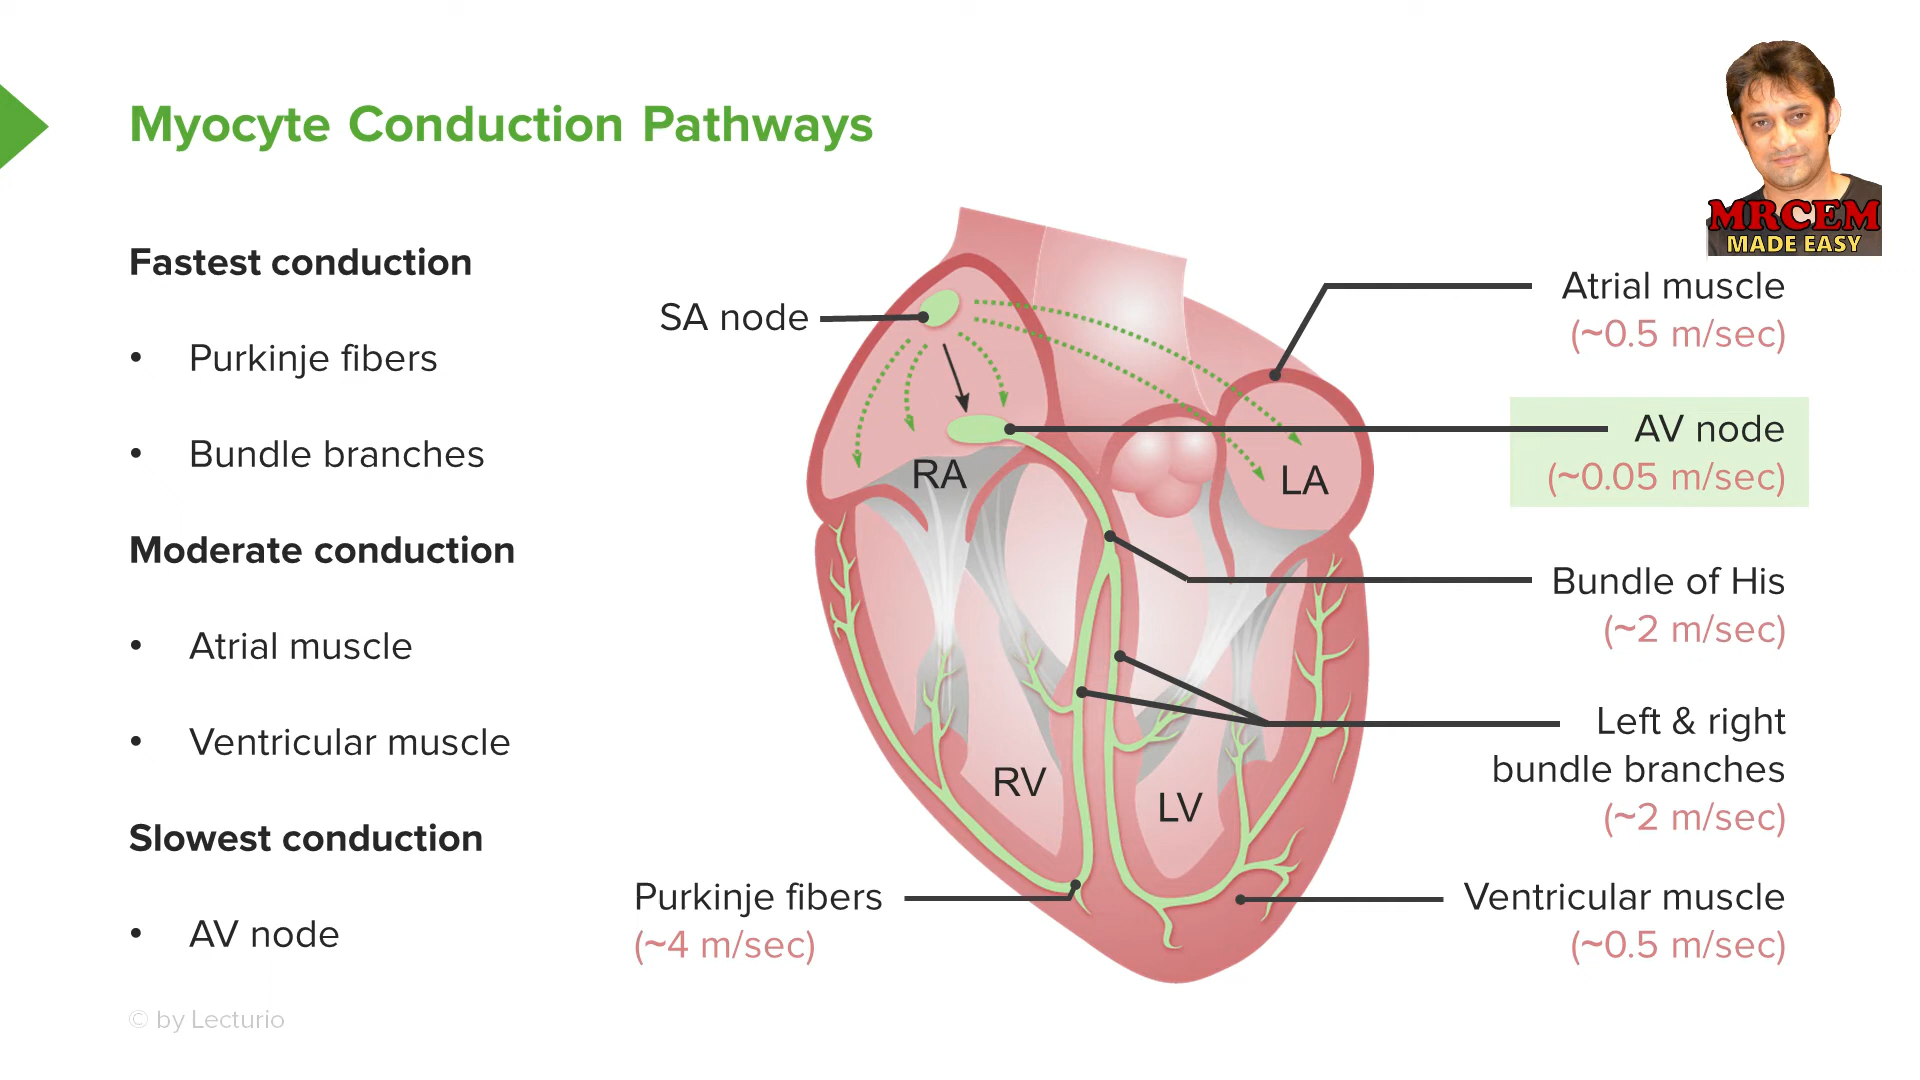 Myocyte Conduction Pathways
Fastest conduction
• Purkinje fibers
• Bundle branches
Moderate conduction
• Atrial muscle
• Ventricular muscle
Slowest conduction
• AV node
© by Lecturio
SA node
RA
LA
RV
LV
Purkinje fibers
(~4 m/sec)
MRCEM
MADE EASY
Atrial muscle
(~0.5 m/sec)
AV node
(~0.05 m/sec)
Bundle of His
(~2 m/sec)
Left & right
bundle branches
(~2 m/sec)
Ventricular muscle
(~0.5 m/sec)